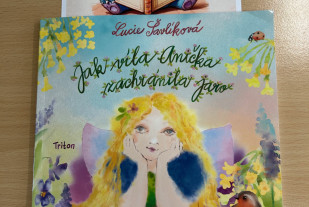 Lucie Šavlíková
Jak víla Anička
zachránila jaro
Triton